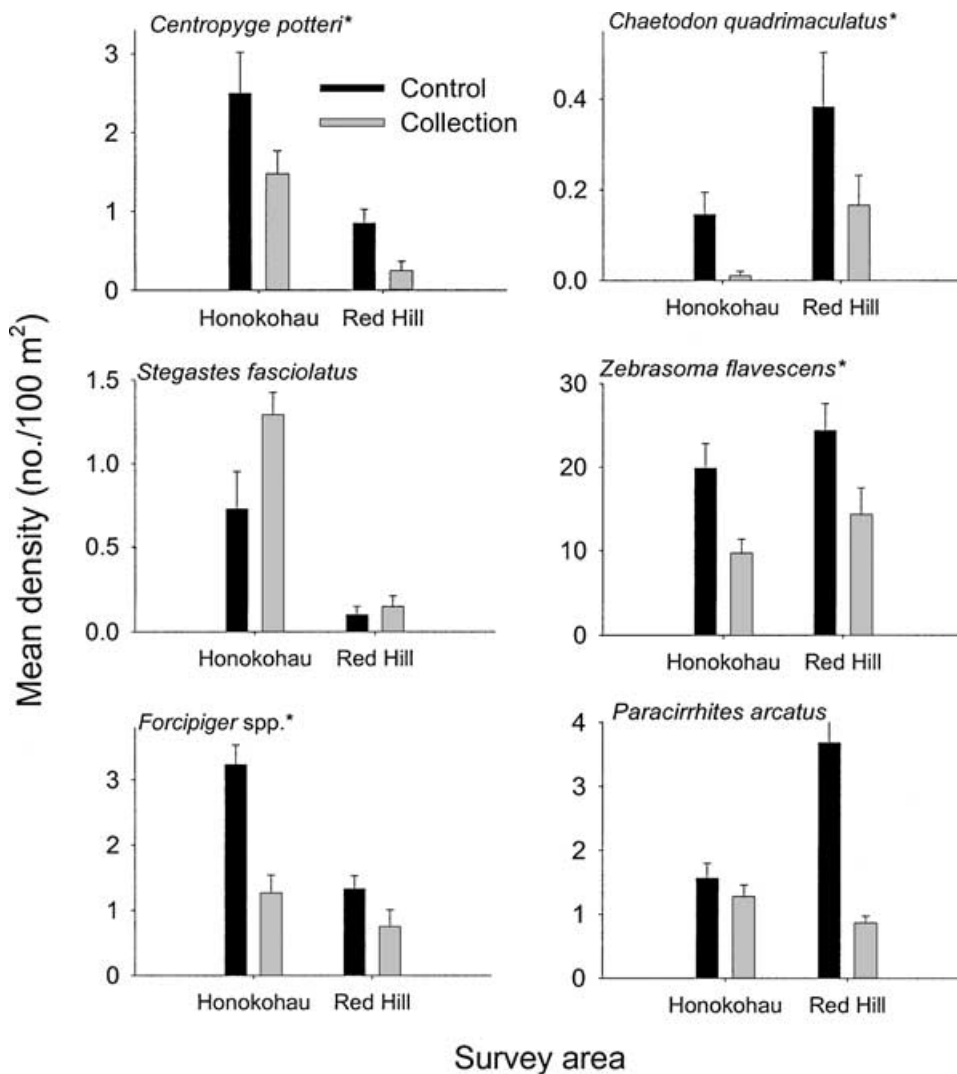 Centropyge potteri*
3
2
1
0
Control
Collection
Honokohau Red Hill
Chaetodon quadrimaculatus*
0.4
0.2
0.0
Honokohau Red Hill
Stegastes fasciolatus
1.5
1.0
0.5
0.0
Honokohau Red Hill
Zebrasoma flavescens*
30
20
10
0
Honokohau Red Hill
Forcipiger spp.*
3
2
1
0
Honokohau Red Hill
Paracirrhites arcatus
4
3
2
1
0
Honokohau Red Hill
Mean density (no./100 m²)
Survey area